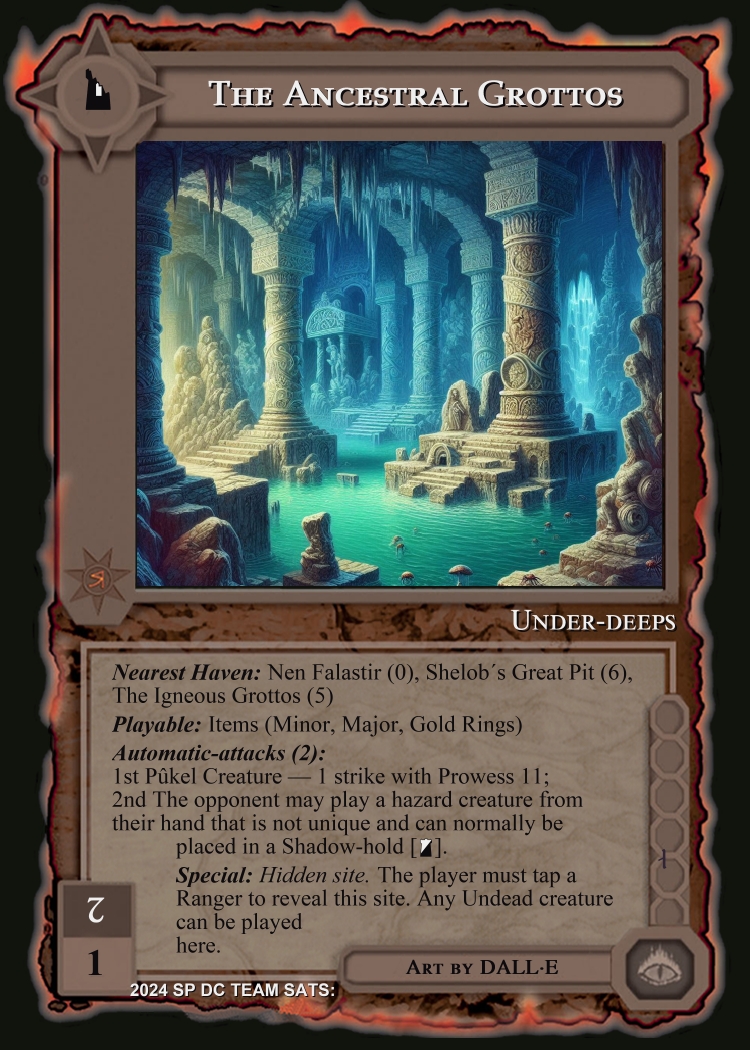 The Ancestral Grottos
Under-deeps
Nearest Haven: Nen Falastir (0), Shelob´s Great Pit (6),
The Igneous Grottos (5)
Playable: Items (Minor, Major, Gold Rings)
Automatic-attacks (2):
1st Pûkel Creature — 1 strike with Prowess 11;
2nd The opponent may play a hazard creature from
their hand that is not unique and can normally be
placed in a Shadow-hold [ ].
Special: Hidden site. The player must tap a
Ranger to reveal this site. Any Undead creature
can be played
here.
1
Art by DALL·E
2024 SP DC TEAM SATS: